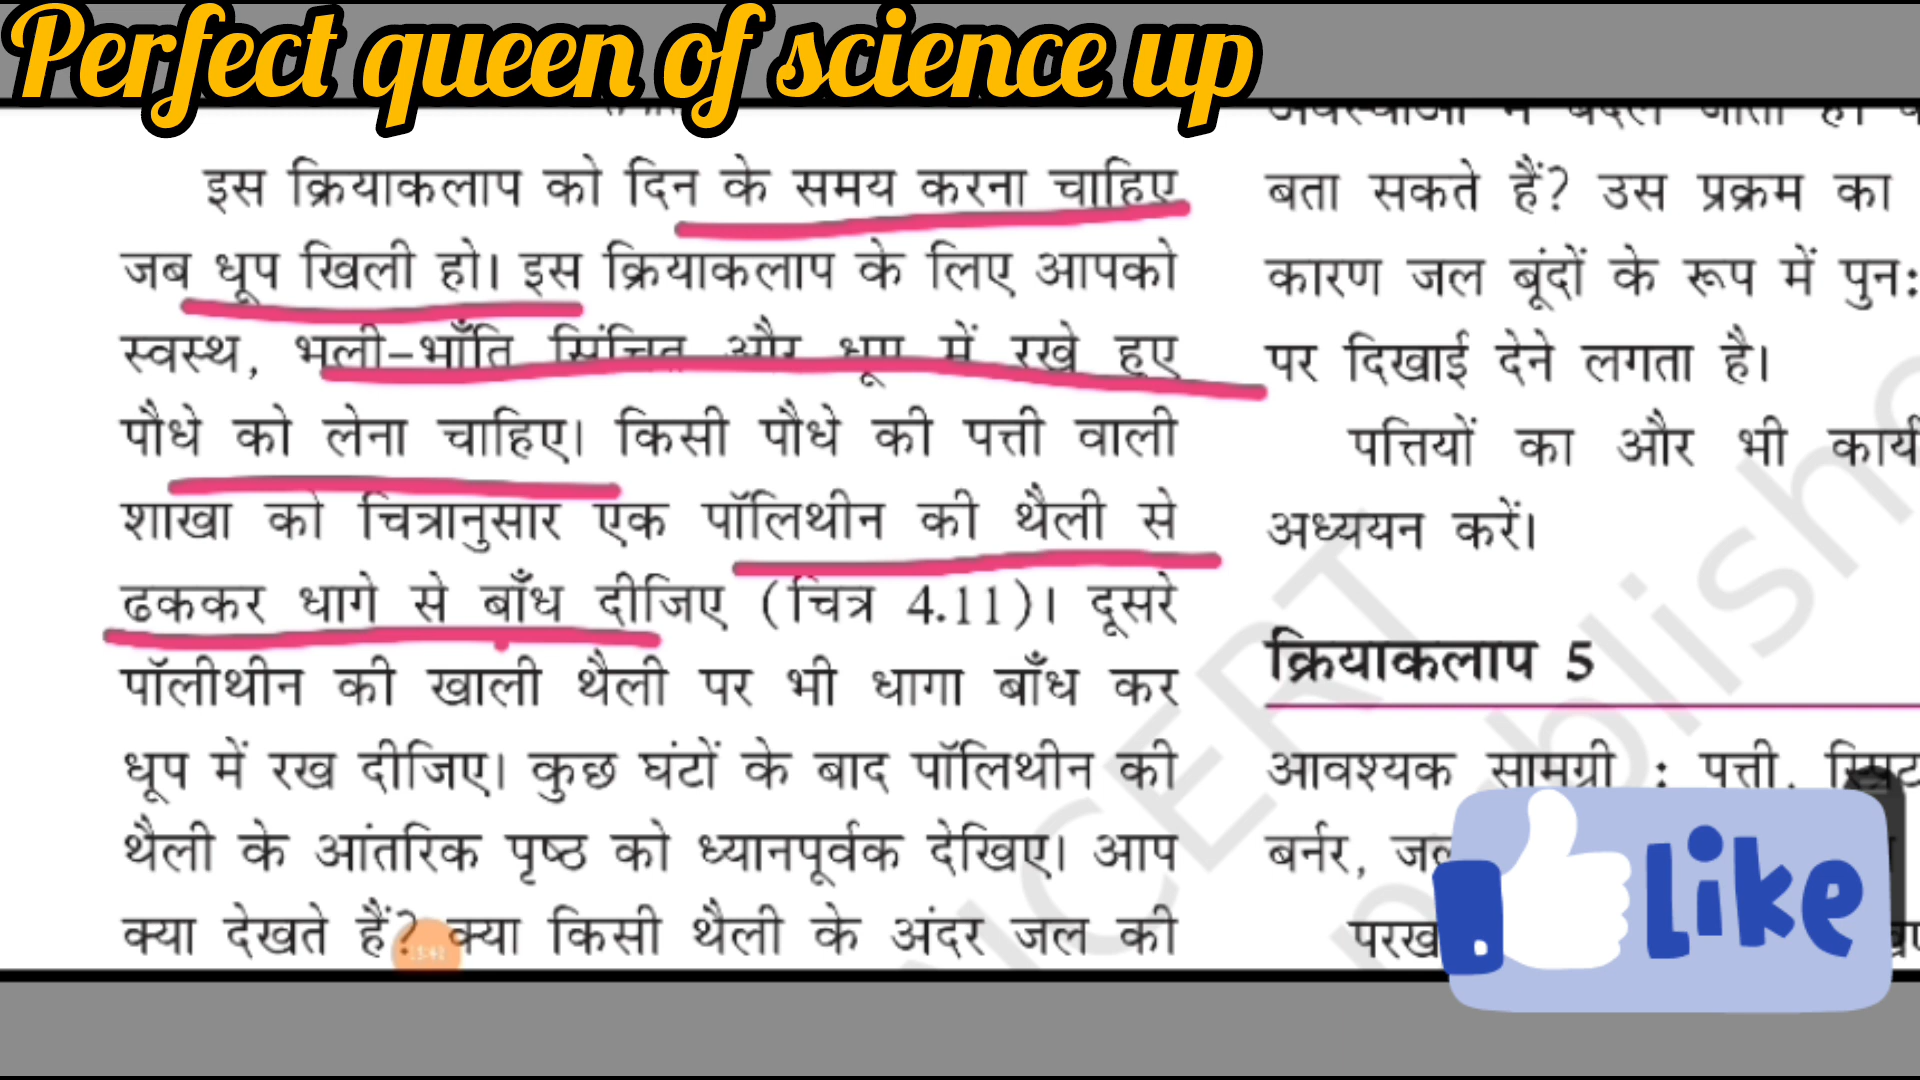 Perfect queen of science up
इस क्रियाकलाप को दिन के समय करना चाहिए
जब धूप खिली हो। इस क्रियाकलाप के लिए आपको
स्वस्थ, भली-भाँति सिंचित और धूप में रखे हुए
पौधे को लेना चाहिए। किसी पौधे की पत्ती वाली
शाखा को चित्रानुसार एक पॉलिथीन की थैली से
ढककर धागे से बाँध दीजिए (चित्र 4.11)। दूसरे
पॉलीथीन की खाली थैली पर भी धागा बाँध कर
धूप में रख दीजिए। कुछ घंटों के बाद पॉलिथीन की
थैली के आंतरिक पृष्ठ को ध्यानपूर्वक देखिए। आप
क्या देखते हैं? क्या किसी थैली के अंदर जल की
बता सकते हैं? उस प्रक्रम का
कारण जल बूंदों के रूप में पुनः
पर दिखाई देने लगता है।
पत्तियों का और भी कार्य
अध्ययन करें।
क्रियाकलाप 5
आवश्यक सामग्री : पत्ती,
बर्नर,
NCERT
Like